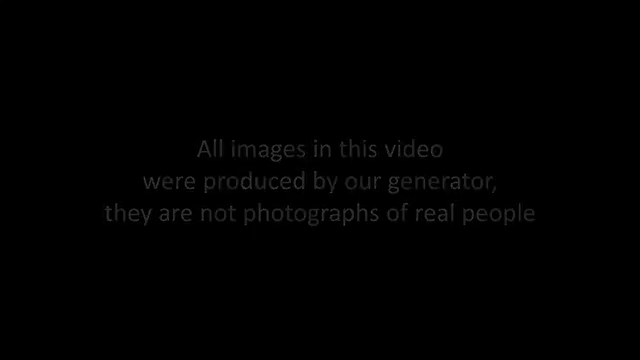 All images in this video
were produced by our generator,
they are not photographs of real people